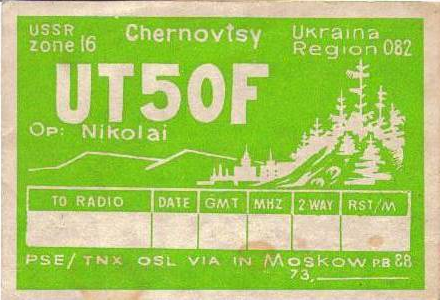 USSR Chernovtsy Ukraina
zone 16 Region 082
UT5OF
Op: Nikolai
TO RADIO DATE GMT MHZ 2·WAY RST/M
PSE/ TNX QSL VIA IN MOSKOW P.B 88
73,